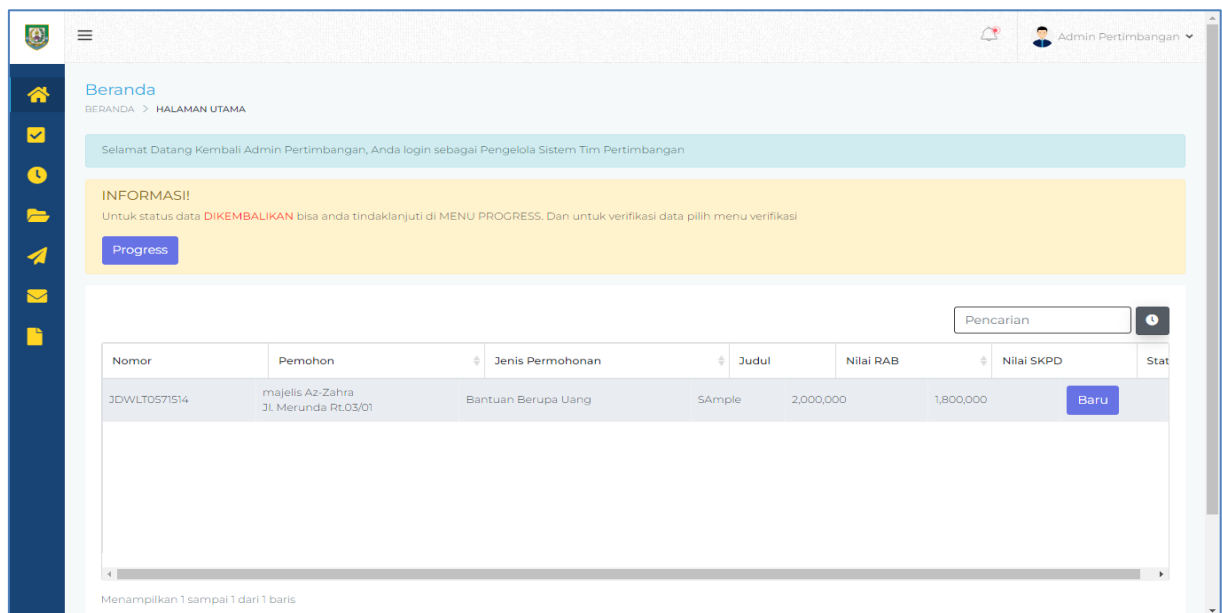 Admin Pertimbangan
Beranda
BERANDA > HALAMAN UTAMA
Selamat Datang Kembali Admin Pertimbangan, Anda login sebagai Pengelola Sistem Tim Pertimbangan
INFORMASI!
Untuk status data DIKEMBALIKAN bisa anda tindaklanjuti di MENU PROGRESS. Dan untuk verifikasi data pilih menu verifikasi
Progress
Pencarian
Nomor Pemohon Jenis Permohonan Judul Nilai RAB Nilai SKPD Stat
JDWLT0571514 majelis Az-Zahra Bantuan Berupa Uang SAmple 2,000,000 1,800,000 Baru
Jl. Merunda Rt.03/01
Menampilkan 1 sampai 1 dari 1 baris